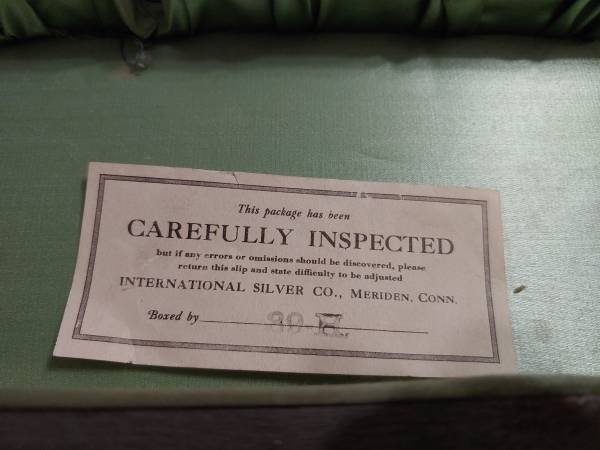 This package has been
CAREFULLY INSPECTED
but if any errors or omissions should be discovered, please
return this slip and state difficulty to be adjusted
INTERNATIONAL SILVER CO., MERIDEN, CONN.
Boxed by